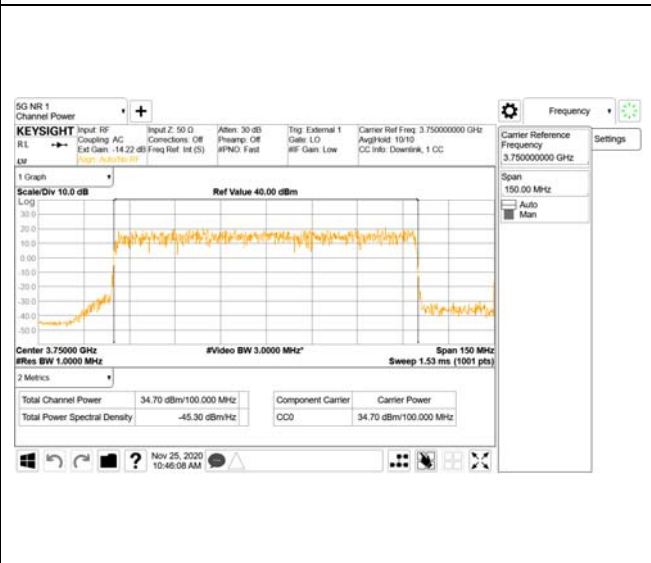 5G NR 1
Channel Power
Frequency
KEYSIGHT
Input: RF
Input Z: 50 Ω
Atten: 30 dB
Trig: External 1
Carrier Ref Freq: 3.750000000 GHz
RL
Coupling: AC
Corrections: Off
Preamp: Off
Gate: LO
Avg|Hold: 10/10
Ext Gain: -14.22 dB
Freq Ref: Int (S)
#PNO: Fast
#IF Gain: Low
CC Info: Downlink, 1 CC
Align: Auto/No RF
Carrier Reference
Frequency
3.750000000 GHz
Settings
Span
150.00 MHz
Auto
Man
1 Graph
Scale/Div 10.0 dB
Ref Value 40.00 dBm
Log
30.0
20.0
10.0
0.00
-10.0
-20.0
-30.0
-40.0
-50.0
Center 3.75000 GHz
#Video BW 3.0000 MHz*
Span 150 MHz
#Res BW 1.0000 MHz
Sweep 1.53 ms (1001 pts)
2 Metrics
Total Channel Power
34.70 dBm/100.000 MHz
Component Carrier
Carrier Power
Total Power Spectral Density
-45.30 dBm/Hz
CC0
34.70 dBm/100.000 MHz
?
Nov 25, 2020
10:46:08 AM